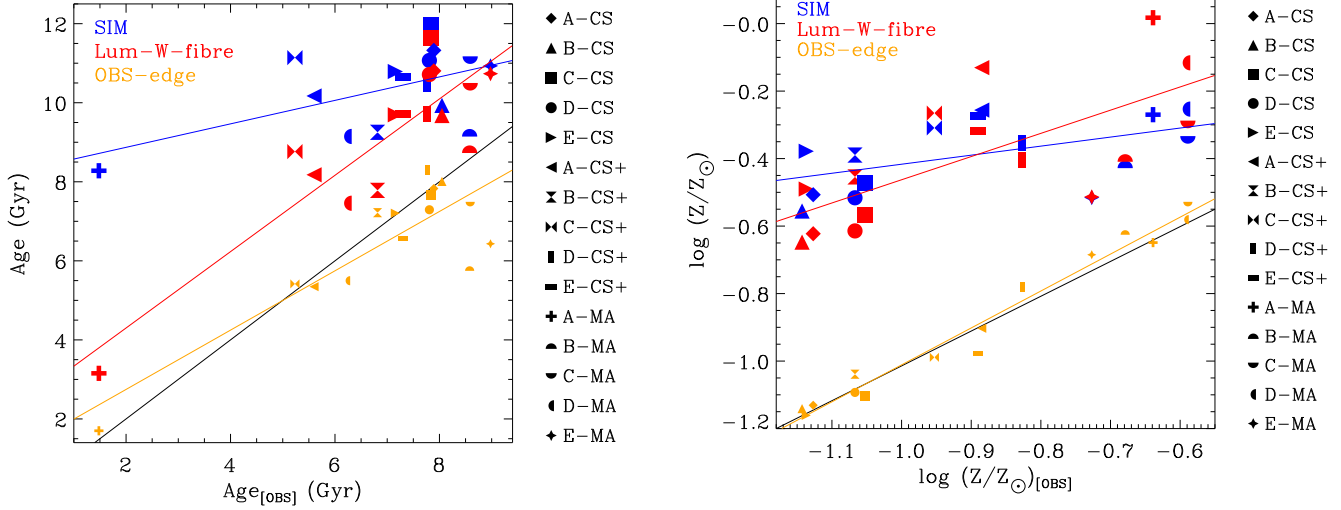 SIM
Lum-W-fibre
OBS-edge
12
10
8
6
4
2
Age (Gyr)
2 4 6 8
Age[OBS] (Gyr)
A-CS
B-CS
C-CS
D-CS
E-CS
A-CS+
B-CS+
C-CS+
D-CS+
E-CS+
A-MA
B-MA
C-MA
D-MA
E-MA
SIM
Lum-W-fibre
OBS-edge
-0.0
-0.2
-0.4
-0.6
-0.8
-1.0
-1.2
log (Z/Z☉)
-1.1 -1.0 -0.9 -0.8 -0.7 -0.6
log (Z/Z☉)[OBS]
A-CS
B-CS
C-CS
D-CS
E-CS
A-CS+
B-CS+
C-CS+
D-CS+
E-CS+
A-MA
B-MA
C-MA
D-MA
E-MA